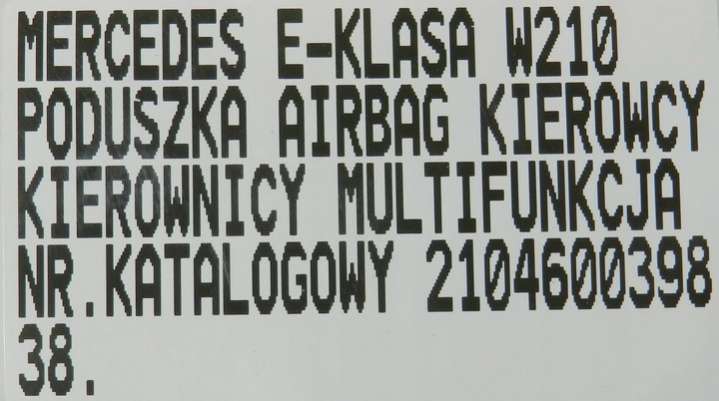 MERCEDES E-KLASA W210
PODUSZKA AIRBAG KIEROWCY
KIEROWNICY MULTIFUNKCJA
NR.KATALOGOWY 2104600398
38.